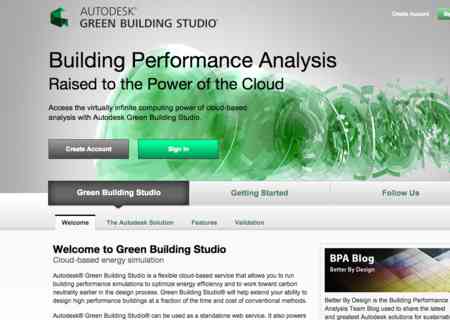 AUTODESK®
GREEN BUILDING STUDIO®
Create Account
Building Performance Analysis
Raised to the Power of the Cloud
Access the virtually infinite computing power of cloud-based
analysis with Autodesk Green Building Studio.
Create Account
Sign In
Green Building Studio
Getting Started
Follow Us
Welcome
The Autodesk Solution
Features
Validation
Welcome to Green Building Studio
Cloud-based energy simulation
Autodesk® Green Building Studio is a flexible cloud-based service that allows you to run
building performance simulations to optimize energy efficiency and to work toward carbon
neutrality earlier in the design process. Green Building Studio® will help extend your ability to
design high performance buildings at a fraction of the time and cost of conventional methods.
Autodesk® Green Building Studio® can be used as a standalone web service. It also powers
BPA Blog
Better By Design
Better By Design is the Building Performance
Analysis Team Blog used to share the latest
and greatest Autodesk solutions for sustainable